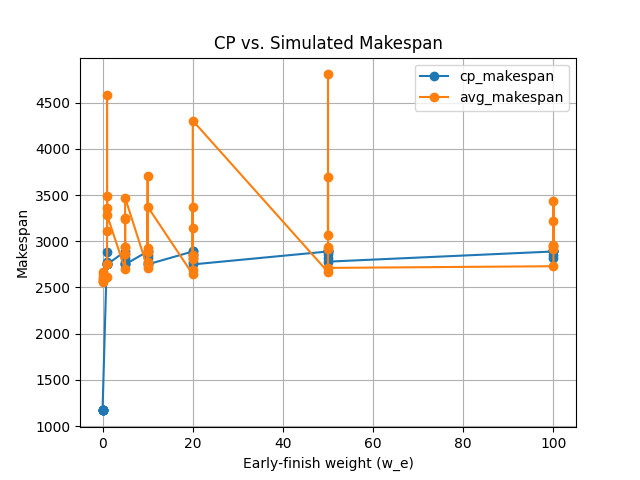 CP vs. Simulated Makespan
cp_makespan
avg_makespan
4500
4000
3500
3000
2500
2000
1500
1000
Makespan
0
20
40
60
80
100
Early-finish weight (w_e)